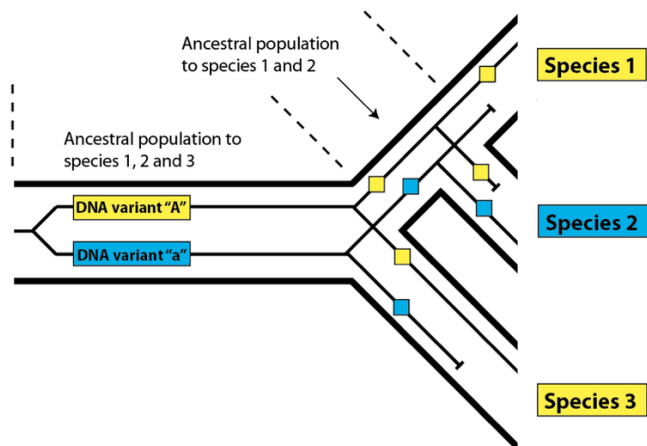 Ancestral population
to species 1 and 2
Species 1
Ancestral population to
species 1, 2 and 3
DNA variant "A"
DNA variant "a"
Species 2
Species 3